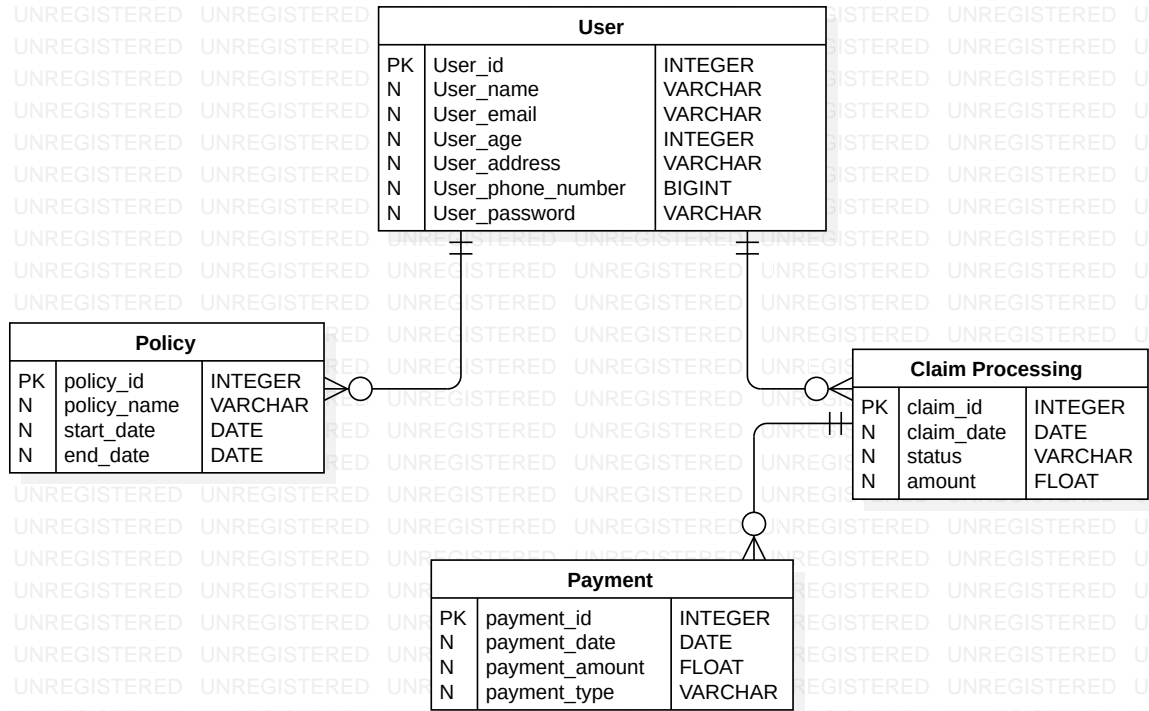 User
PK User_id INTEGER
N User_name VARCHAR
N User_email VARCHAR
N User_age INTEGER
N User_address VARCHAR
N User_phone_number BIGINT
N User_password VARCHAR
Policy
PK policy_id INTEGER
N policy_name VARCHAR
N start_date DATE
N end_date DATE
Claim Processing
PK claim_id INTEGER
N claim_date DATE
N status VARCHAR
N amount FLOAT
Payment
PK payment_id INTEGER
N payment_date DATE
N payment_amount FLOAT
N payment_type VARCHAR
UNREGISTERED